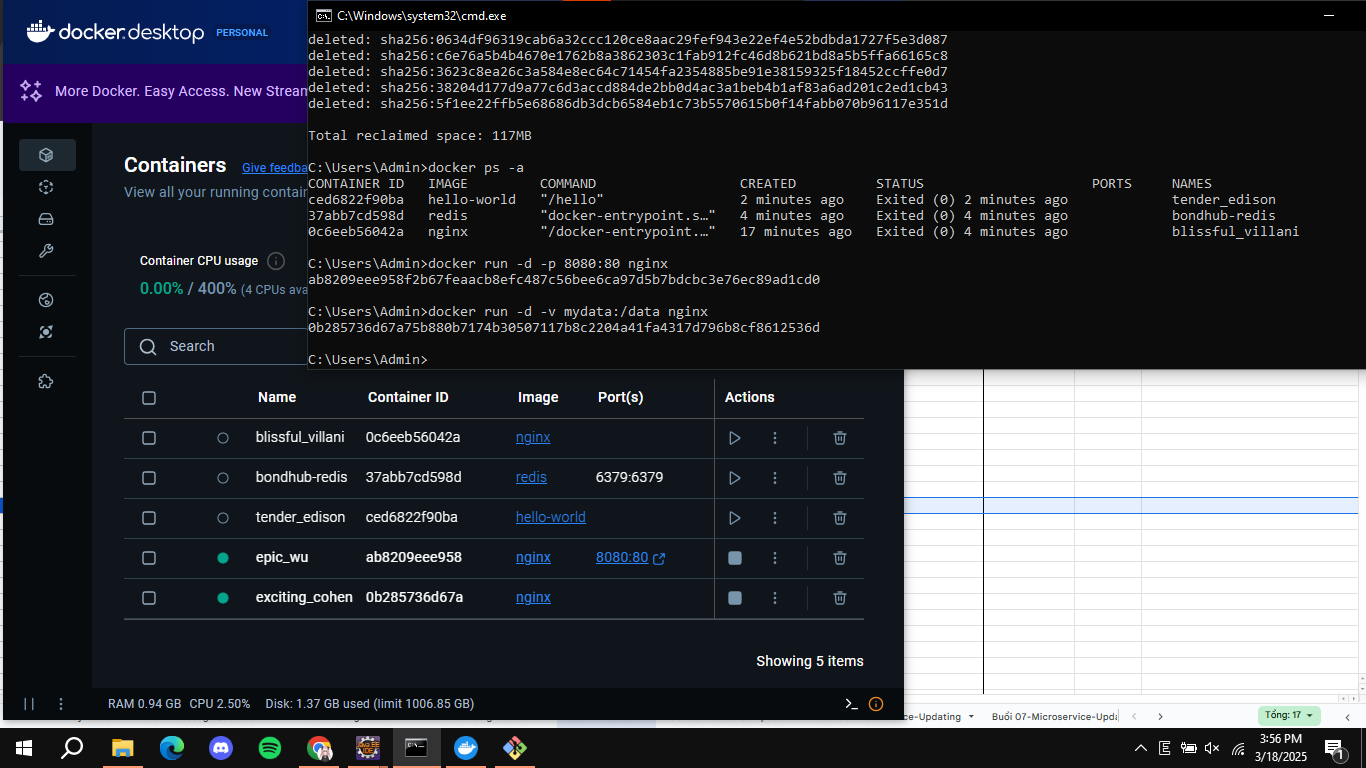 docker desktop PERSONAL
More Docker. Easy Access. New Stream
Containers Give feedba
View all your running contain
Container CPU usage
0.00% / 400% (4 CPUs ava
Search
C:\Windows\system32\cmd.exe
deleted: sha256:0634df96319cab6a32ccc120ce8aac29fef943e22ef4e52bdbda1727f5e3d087
deleted: sha256:c6e76a5b4b4670e1762b8a3862303c1fab912fc46d8b621bd8a5b5ffa66165c8
deleted: sha256:3623c8ea26c3a584e8ec64c71454fa2354885be91e38159325f18452ccffe0d7
deleted: sha256:38204d177d9a77c6d3accd884de2bb0d4ac3a1beb4b1af83a6ad201c2ed1cb43
deleted: sha256:5f1ee22ffb5e68686db3dcb6584eb1c73b5570615b0f14fabb070b96117e351d
Total reclaimed space: 117MB
C:\Users\Admin>docker ps -a
CONTAINER ID IMAGE COMMAND CREATED STATUS PORTS NAMES
ced6822f90ba hello-world "/hello" 2 minutes ago Exited (0) 2 minutes ago tender_edison
37abb7cd598d redis "docker-entrypoint.s…" 4 minutes ago Exited (0) 4 minutes ago bondhub-redis
0c6eeb56042a nginx "/docker-entrypoint.…" 17 minutes ago Exited (0) 4 minutes ago blissful_villani
C:\Users\Admin>docker run -d -p 8080:80 nginx
ab8209eee958f2b67feaacb8efc487c56bee6ca97d5b7bdcbc3e76ec89ad1cd0
C:\Users\Admin>docker run -d -v mydata:/data nginx
0b285736d67a75b880b7174b30507117b8c2204a41fa4317d796b8cf8612536d
C:\Users\Admin>
Name Container ID Image Port(s) Actions
blissful_villani 0c6eeb56042a nginx
bondhub-redis 37abb7cd598d redis 6379:6379
tender_edison ced6822f90ba hello-world
epic_wu ab8209eee958 nginx 8080:80
exciting_cohen 0b285736d67a nginx
Showing 5 items
RAM 0.94 GB CPU 2.50% Disk: 1.37 GB used (limit 1006.85 GB)
ce-Updating Buổi 07-Microservice-Upda Tổng: 17
3:56 PM
3/18/2025
1